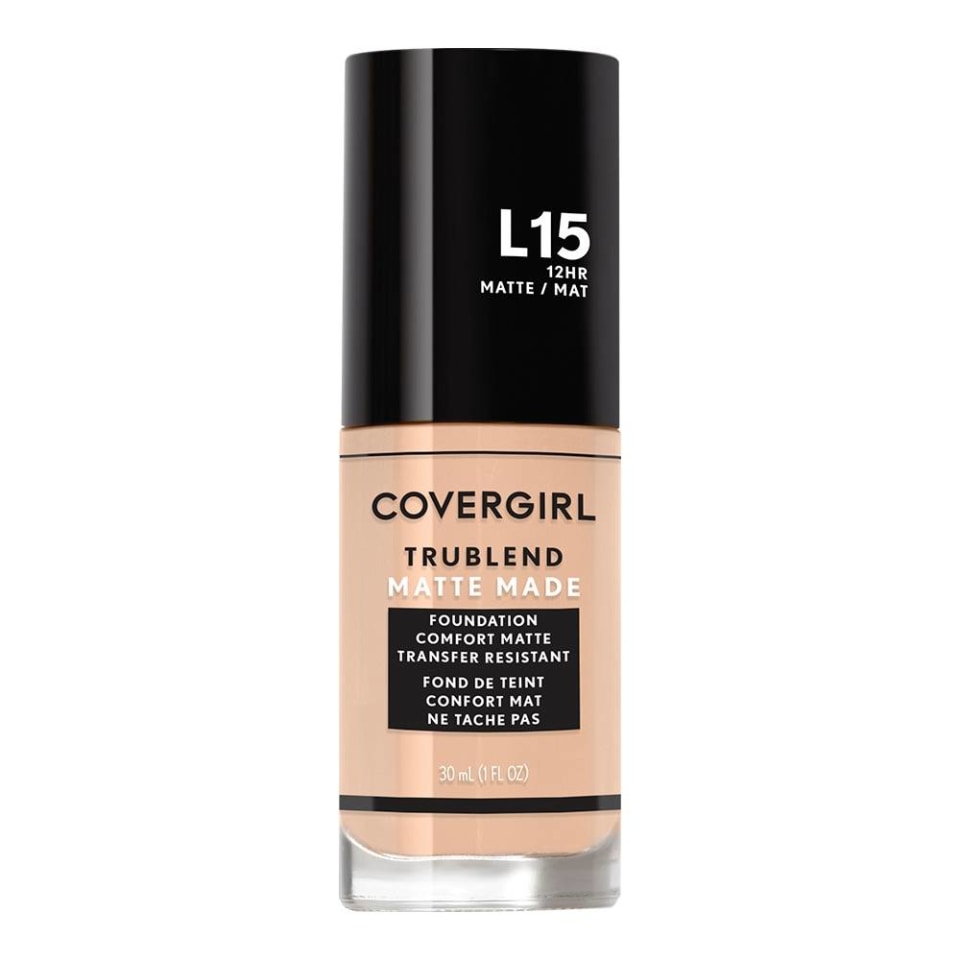 L15
12HR
MATTE / MAT
COVERGIRL
TRUBLEND
MATTE MADE
FOUNDATION
COMFORT MATTE
TRANSFER RESISTANT
FOND DE TEINT
CONFORT MAT
NE TACHE PAS
30 mL (1 FL OZ)